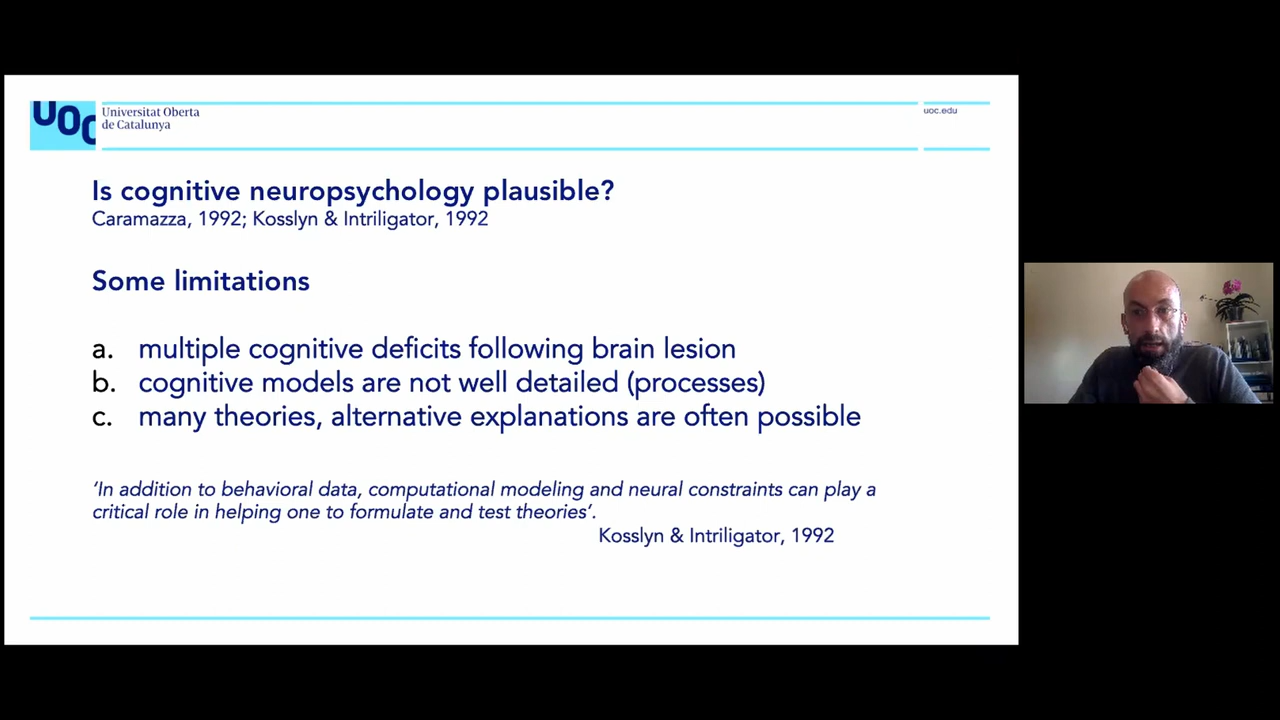 UOC
Universitat Oberta
de Catalunya
uoc.edu
Is cognitive neuropsychology plausible?
Caramazza, 1992; Kosslyn & Intriligator, 1992
Some limitations
a. multiple cognitive deficits following brain lesion
b. cognitive models are not well detailed (processes)
c. many theories, alternative explanations are often possible
‘In addition to behavioral data, computational modeling and neural constraints can play a
critical role in helping one to formulate and test theories’.
Kosslyn & Intriligator, 1992